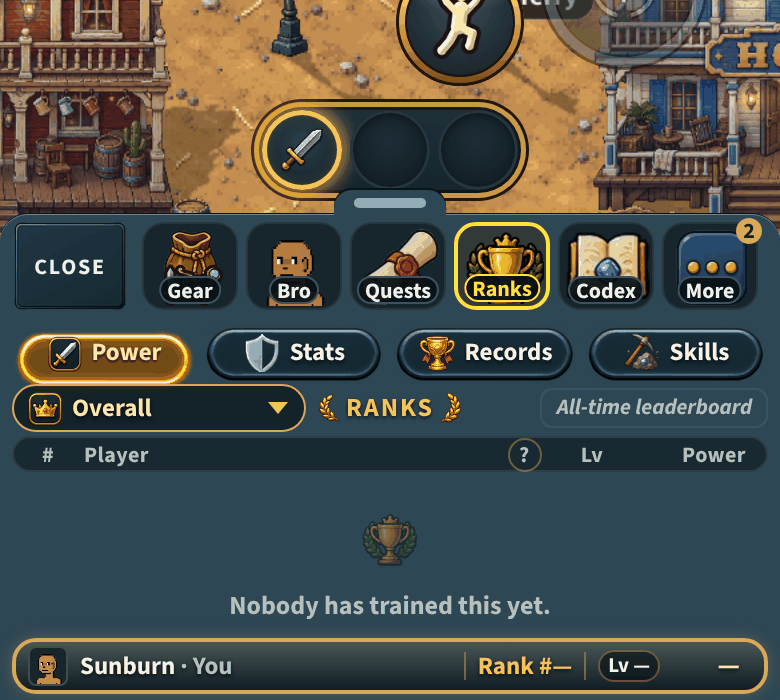 CLOSE
Gear
Bro
Quests
Ranks
Codex
2
More
Power
Stats
Records
Skills
Overall
RANKS
All-time leaderboard
# Player ? Lv Power
Nobody has trained this yet.
Sunburn · You Rank #— Lv — —